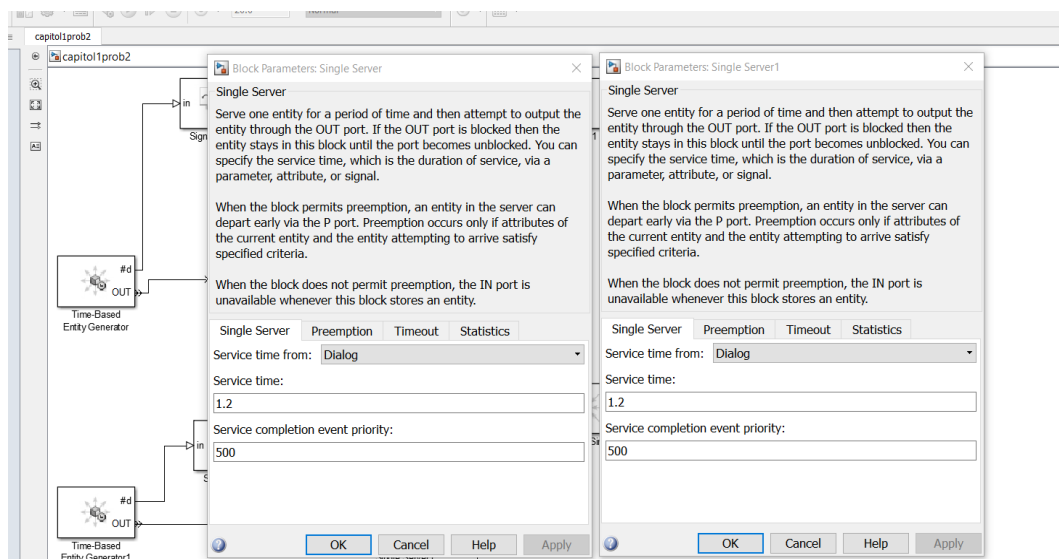 20.0
Normal
capitol1prob2
capitol1prob2
in
Sign
#d
OUT
Time-Based
Entity Generator
in
#d
OUT
Time-Based
Entity Generator1
Block Parameters: Single Server
Single Server
Serve one entity for a period of time and then attempt to output the
entity through the OUT port. If the OUT port is blocked then the
entity stays in this block until the port becomes unblocked. You can
specify the service time, which is the duration of service, via a
parameter, attribute, or signal.
When the block permits preemption, an entity in the server can
depart early via the P port. Preemption occurs only if attributes of
the current entity and the entity attempting to arrive satisfy
specified criteria.
When the block does not permit preemption, the IN port is
unavailable whenever this block stores an entity.
Single Server Preemption Timeout Statistics
Service time from: Dialog
Service time:
1.2
Service completion event priority:
500
OK Cancel Help Apply
Block Parameters: Single Server1
Single Server
Serve one entity for a period of time and then attempt to output the
entity through the OUT port. If the OUT port is blocked then the
entity stays in this block until the port becomes unblocked. You can
specify the service time, which is the duration of service, via a
parameter, attribute, or signal.
When the block permits preemption, an entity in the server can
depart early via the P port. Preemption occurs only if attributes of
the current entity and the entity attempting to arrive satisfy
specified criteria.
When the block does not permit preemption, the IN port is
unavailable whenever this block stores an entity.
Single Server Preemption Timeout Statistics
Service time from: Dialog
Service time:
1.2
Service completion event priority:
500
OK Cancel Help Apply